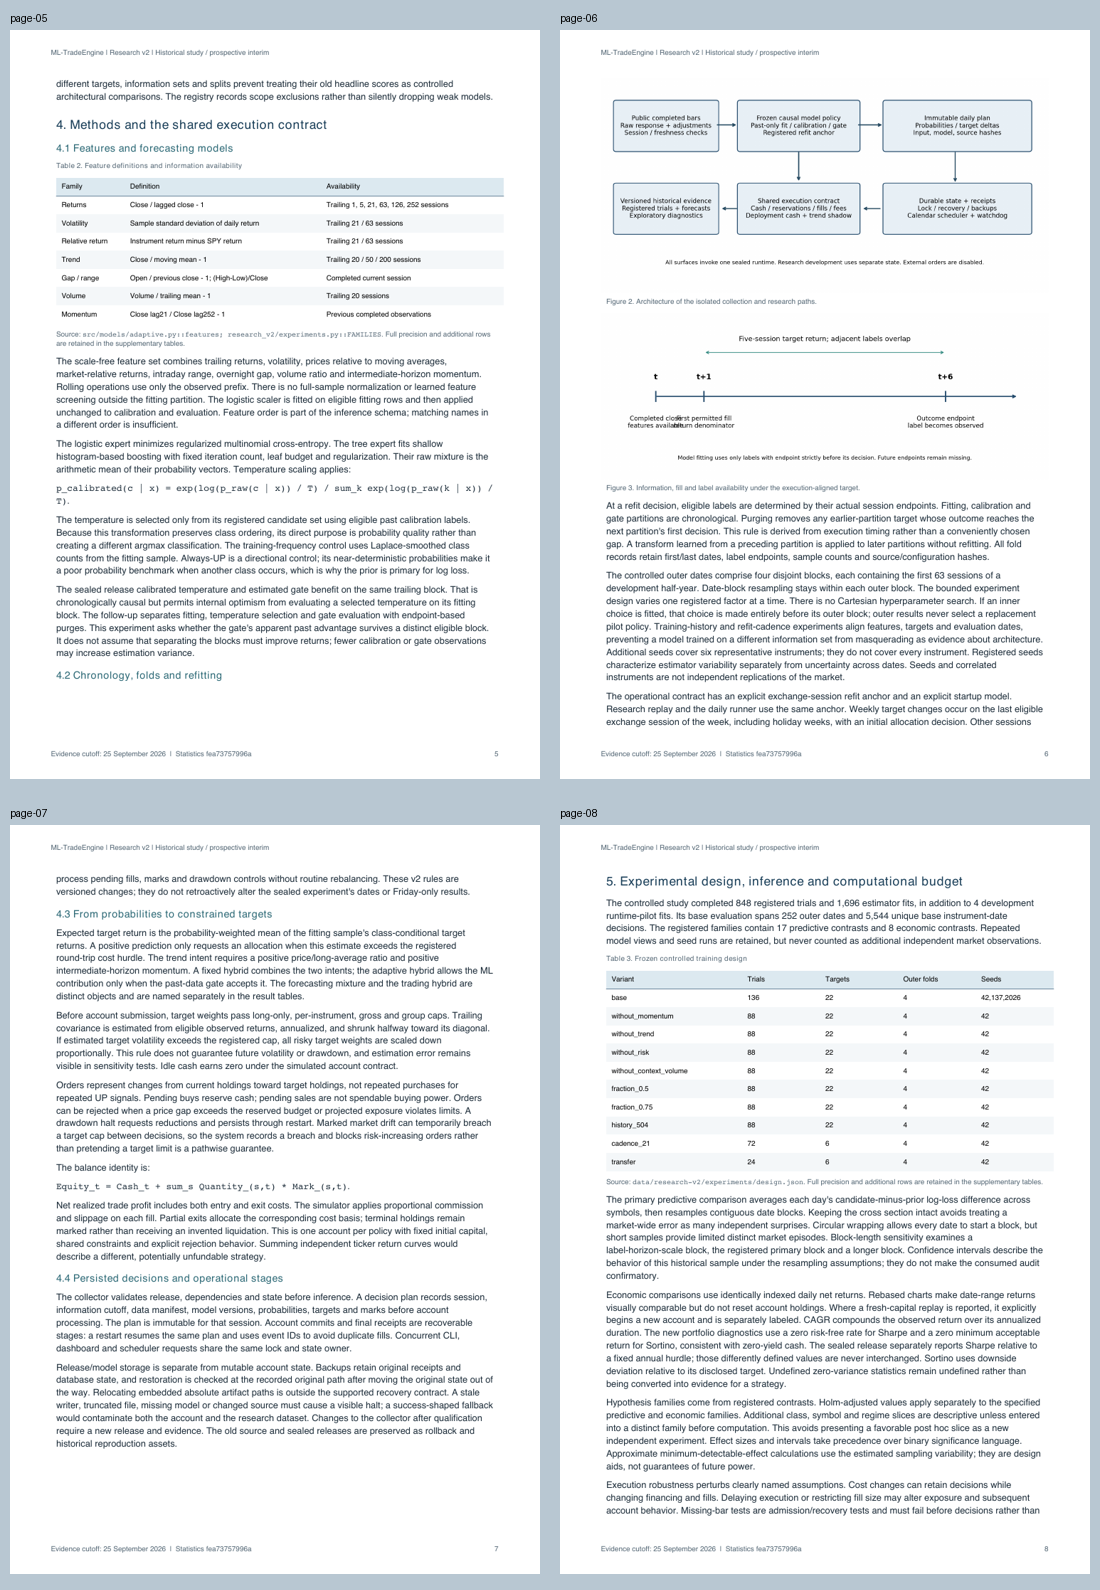 page-05
ML-TradeEngine | Research v2 | Historical study / prospective interim
different targets, information sets and splits prevent treating their old headline scores as controlled
architectural comparisons. The registry records scope exclusions rather than silently dropping weak models.
4. Methods and the shared execution contract
4.1 Features and forecasting models
Table 2. Feature definitions and information availability
Family Definition Availability
Returns Close / lagged close - 1 Trailing 1, 5, 21, 63, 126, 252 sessions
Volatility Sample standard deviation of daily return Trailing 21 / 63 sessions
Relative return Instrument return minus SPY return Trailing 21 / 63 sessions
Trend Close / moving mean - 1 Trailing 20 / 50 / 200 sessions
Gap / range Open / previous close - 1; (High-Low)/Close Completed current session
Volume Volume / trailing mean - 1 Trailing 20 sessions
Momentum Close lag21 / Close lag252 - 1 Previous completed observations
Source: src/models/adaptive.py::features; research_v2/experiments.py::FAMILIES. Full precision and additional rows
are retained in the supplementary tables.
The scale-free feature set combines trailing returns, volatility, prices relative to moving averages,
market-relative returns, intraday range, overnight gap, volume ratio and intermediate-horizon momentum.
Rolling operations use only the observed prefix. There is no full-sample normalization or learned feature
screening outside the fitting partition. The logistic scaler is fitted on eligible fitting rows and then applied
unchanged to calibration and evaluation. Feature order is part of the inference schema; matching names in
a different order is insufficient.
The logistic expert minimizes regularized multinomial cross-entropy. The tree expert fits shallow
histogram-based boosting with fixed iteration count, leaf budget and regularization. Their raw mixture is the
arithmetic mean of their probability vectors. Temperature scaling applies:
p_calibrated(c | x) = exp(log(p_raw(c | x)) / T) / sum_k exp(log(p_raw(k | x)) /
T).
The temperature is selected only from its registered candidate set using eligible past calibration labels.
Because this transformation preserves class ordering, its direct purpose is probability quality rather than
creating a different argmax classification. The training-frequency control uses Laplace-smoothed class
counts from the fitting sample. Always-UP is a directional control; its near-deterministic probabilities make it
a poor probability benchmark when another class occurs, which is why the prior is primary for log loss.
The sealed release calibrated temperature and estimated gate benefit on the same trailing block. That is
chronologically causal but permits internal optimism from evaluating a selected temperature on its fitting
block. The follow-up separates fitting, temperature selection and gate evaluation with endpoint-based
purges. This experiment asks whether the gate's apparent past advantage survives a distinct eligible block.
It does not assume that separating the blocks must improve returns; fewer calibration or gate observations
may increase estimation variance.
4.2 Chronology, folds and refitting
Evidence cutoff: 25 September 2026 | Statistics fea73757996a 5
page-06
ML-TradeEngine | Research v2 | Historical study / prospective interim
Public completed bars
Raw response + adjustments
Session / freshness checks
Frozen causal model policy
Past-only fit / calibration / gate
Registered refit anchor
Immutable daily plan
Probabilities / target deltas
Input, model, source hashes
Versioned historical evidence
Registered trials + forecasts
Exploratory diagnostics
Shared execution contract
Cash / reservations / fills / fees
Deployment cash + trend shadow
Durable state + receipts
Lock / recovery / backups
Calendar scheduler + watchdog
All surfaces invoke one sealed runtime. Research development uses separate state. External orders are disabled.
Figure 2. Architecture of the isolated collection and research paths.
Five-session target return; adjacent labels overlap
t t+1 t+6
Completed close
features available
First permitted fill
return denominator
Outcome endpoint
label becomes observed
Model fitting uses only labels with endpoint strictly before its decision. Future endpoints remain missing.
Figure 3. Information, fill and label availability under the execution-aligned target.
At a refit decision, eligible labels are determined by their actual session endpoints. Fitting, calibration and
gate partitions are chronological. Purging removes any earlier-partition target whose outcome reaches the
next partition's first decision. This rule is derived from execution timing rather than a conveniently chosen
gap. A transform learned from a preceding partition is applied to later partitions without refitting. All fold
records retain first/last dates, label endpoints, sample counts and source/configuration hashes.
The controlled outer dates comprise four disjoint blocks, each containing the first 63 sessions of a
development half-year. Date-block resampling stays within each outer block. The bounded experiment
design varies one registered factor at a time. There is no Cartesian hyperparameter search. If an inner
choice is fitted, that choice is made entirely before its outer block; outer results never select a replacement
pilot policy. Training-history and refit-cadence experiments align features, targets and evaluation dates,
preventing a model trained on a different information set from masquerading as evidence about architecture.
Additional seeds cover six representative instruments; they do not cover every instrument. Registered seeds
characterize estimator variability separately from uncertainty across dates. Seeds and correlated
instruments are not independent replications of the market.
The operational contract has an explicit exchange-session refit anchor and an explicit startup model.
Research replay and the daily runner use the same anchor. Weekly target changes occur on the last eligible
exchange session of the week, including holiday weeks, with an initial allocation decision. Other sessions
Evidence cutoff: 25 September 2026 | Statistics fea73757996a 6
page-07
ML-TradeEngine | Research v2 | Historical study / prospective interim
process pending fills, marks and drawdown controls without routine rebalancing. These v2 rules are
versioned changes; they do not retroactively alter the sealed experiment's dates or Friday-only results.
4.3 From probabilities to constrained targets
Expected target return is the probability-weighted mean of the fitting sample's class-conditional target
returns. A positive prediction only requests an allocation when this estimate exceeds the registered
round-trip cost hurdle. The trend intent requires a positive price/long-average ratio and positive
intermediate-horizon momentum. A fixed hybrid combines the two intents; the adaptive hybrid allows the ML
contribution only when the past-data gate accepts it. The forecasting mixture and the trading hybrid are
distinct objects and are named separately in the result tables.
Before account submission, target weights pass long-only, per-instrument, gross and group caps. Trailing
covariance is estimated from eligible observed returns, annualized, and shrunk halfway toward its diagonal.
If estimated target volatility exceeds the registered cap, all risky target weights are scaled down
proportionally. This rule does not guarantee future volatility or drawdown, and estimation error remains
visible in sensitivity tests. Idle cash earns zero under the simulated account contract.
Orders represent changes from current holdings toward target holdings, not repeated purchases for
repeated UP signals. Pending buys reserve cash; pending sales are not spendable buying power. Orders
can be rejected when a price gap exceeds the reserved budget or projected exposure violates limits. A
drawdown halt requests reductions and persists through restart. Marked market drift can temporarily breach
a target cap between decisions, so the system records a breach and blocks risk-increasing orders rather
than pretending a target limit is a pathwise guarantee.
The balance identity is:
Equity_t = Cash_t + sum_s Quantity_(s,t) * Mark_(s,t).
Net realized trade profit includes both entry and exit costs. The simulator applies proportional commission
and slippage on each fill. Partial exits allocate the corresponding cost basis; terminal holdings remain
marked rather than receiving an invented liquidation. This is one account per policy with fixed initial capital,
shared constraints and explicit rejection behavior. Summing independent ticker return curves would
describe a different, potentially unfundable strategy.
4.4 Persisted decisions and operational stages
The collector validates release, dependencies and state before inference. A decision plan records session,
information cutoff, data manifest, model versions, probabilities, targets and marks before account
processing. The plan is immutable for that session. Account commits and final receipts are recoverable
stages: a restart resumes the same plan and uses event IDs to avoid duplicate fills. Concurrent CLI,
dashboard and scheduler requests share the same lock and state owner.
Release/model storage is separate from mutable account state. Backups retain original receipts and
database state, and restoration is checked at the recorded original path after moving the original state out of
the way. Relocating embedded absolute artifact paths is outside the supported recovery contract. A stale
writer, truncated file, missing model or changed source must cause a visible halt; a success-shaped fallback
would contaminate both the account and the research dataset. Changes to the collector after qualification
require a new release and evidence. The old source and sealed releases are preserved as rollback and
historical reproduction assets.
Evidence cutoff: 25 September 2026 | Statistics fea73757996a 7
page-08
ML-TradeEngine | Research v2 | Historical study / prospective interim
5. Experimental design, inference and computational budget
The controlled study completed 848 registered trials and 1,696 estimator fits, in addition to 4 development
runtime-pilot fits. Its base evaluation spans 252 outer dates and 5,544 unique base instrument-date
decisions. The registered families contain 17 predictive contrasts and 8 economic contrasts. Repeated
model views and seed runs are retained, but never counted as additional independent market observations.
Table 3. Frozen controlled training design
Variant Trials Targets Outer folds Seeds
base 136 22 4 42,137,2026
without_momentum 88 22 4 42
without_trend 88 22 4 42
without_risk 88 22 4 42
without_context_volume 88 22 4 42
fraction_0.5 88 22 4 42
fraction_0.75 88 22 4 42
history_504 88 22 4 42
cadence_21 72 6 4 42
transfer 24 6 4 42
Source: data/research-v2/experiments/design.json. Full precision and additional rows are retained in the supplementary tables.
The primary predictive comparison averages each day's candidate-minus-prior log-loss difference across
symbols, then resamples contiguous date blocks. Keeping the cross section intact avoids treating a
market-wide error as many independent surprises. Circular wrapping allows every date to start a block, but
short samples provide limited distinct market episodes. Block-length sensitivity examines a
label-horizon-scale block, the registered primary block and a longer block. Confidence intervals describe the
behavior of this historical sample under the resampling assumptions; they do not make the consumed audit
confirmatory.
Economic comparisons use identically indexed daily net returns. Rebased charts make date-range returns
visually comparable but do not reset account holdings. Where a fresh-capital replay is reported, it explicitly
begins a new account and is separately labeled. CAGR compounds the observed return over its annualized
duration. The new portfolio diagnostics use a zero risk-free rate for Sharpe and a zero minimum acceptable
return for Sortino, consistent with zero-yield cash. The sealed release separately reports Sharpe relative to
a fixed annual hurdle; those differently defined values are never interchanged. Sortino uses downside
deviation relative to its disclosed target. Undefined zero-variance statistics remain undefined rather than
being converted into evidence for a strategy.
Hypothesis families come from registered contrasts. Holm-adjusted values apply separately to the specified
predictive and economic families. Additional class, symbol and regime slices are descriptive unless entered
into a distinct family before computation. This avoids presenting a favorable post hoc slice as a new
independent experiment. Effect sizes and intervals take precedence over binary significance language.
Approximate minimum-detectable-effect calculations use the estimated sampling variability; they are design
aids, not guarantees of future power.
Execution robustness perturbs clearly named assumptions. Cost changes can retain decisions while
changing financing and fills. Delaying execution or restricting fill size may alter exposure and subsequent
account behavior. Missing-bar tests are admission/recovery tests and must fail before decisions rather than
Evidence cutoff: 25 September 2026 | Statistics fea73757996a 8